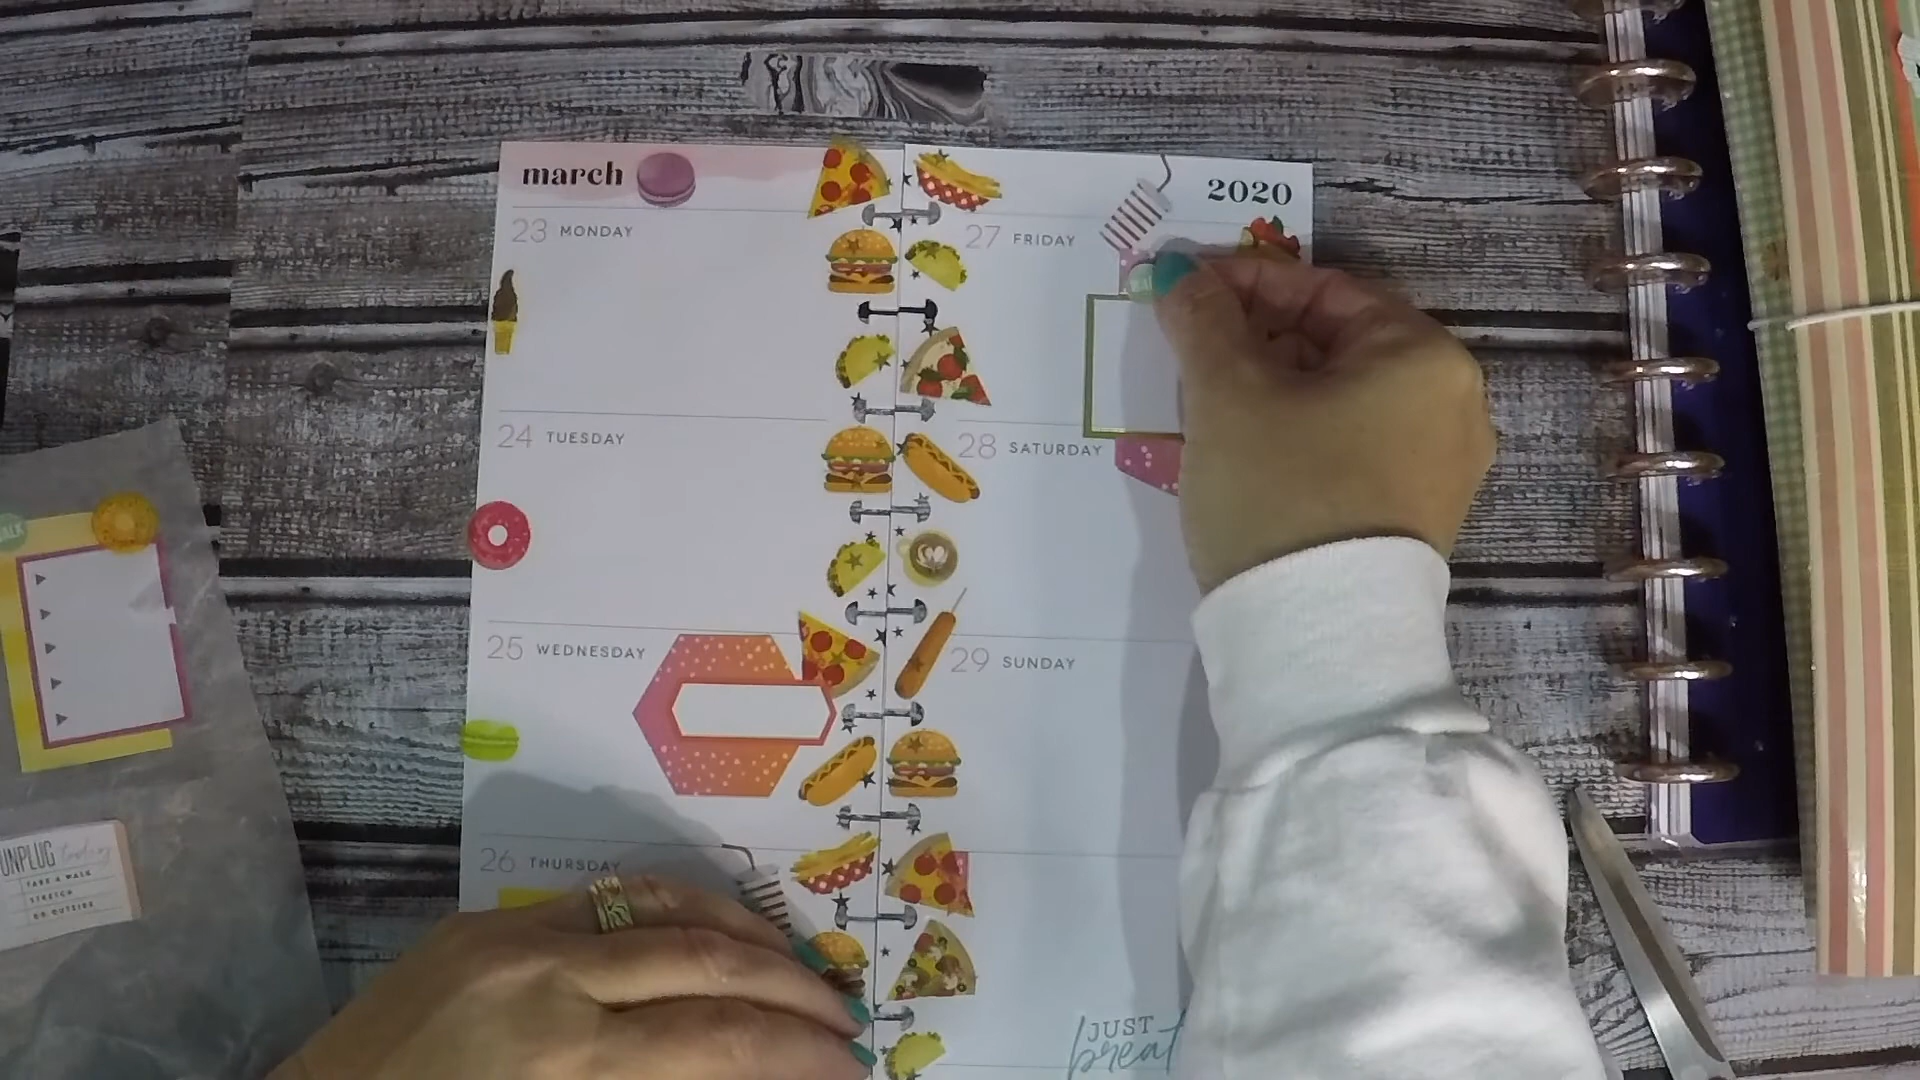 march
2020
23 MONDAY
24 TUESDAY
25 WEDNESDAY
26 THURSDAY
27 FRIDAY
28 SATURDAY
29 SUNDAY
JUST
UNPLUG today
TAKE A WALK
STRETCH
GO OUTSIDE